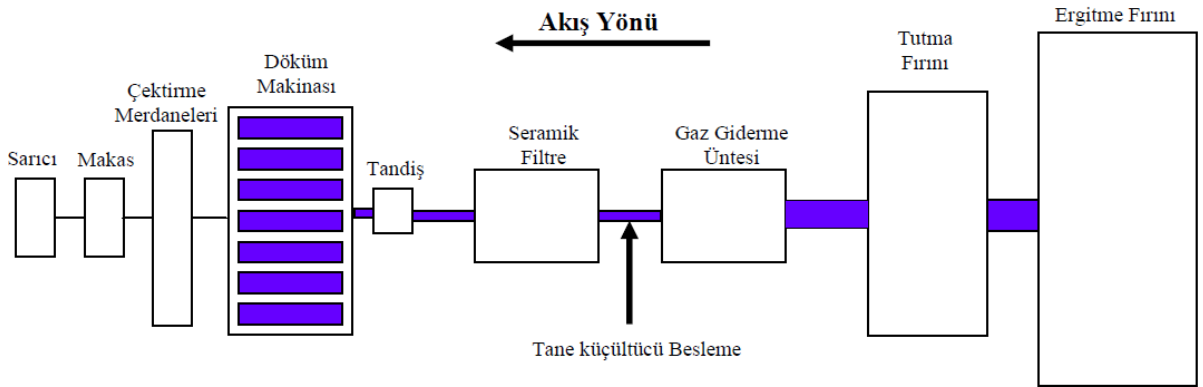 Akış Yönü
Ergitme Fırını
Tutma
Fırını
Döküm
Makinası
Çektirme
Merdaneleri
Seramik
Filtre
Gaz Giderme
Üntesi
Sarıcı
Makas
Tandiş
Tane küçültücü Besleme